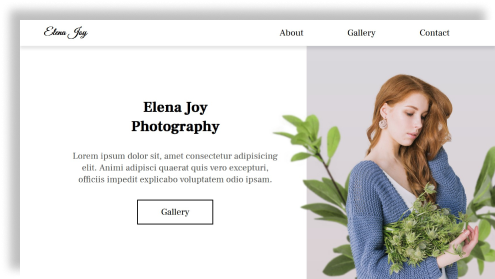 Elena Joy
About Gallery Contact
Elena Joy
Photography
Lorem ipsum dolor sit, amet consectetur adipisicing
elit. Animi adipisci quaerat quis vero excepturi,
officiis impedit explicabo voluptatem odio ipsam.
Gallery